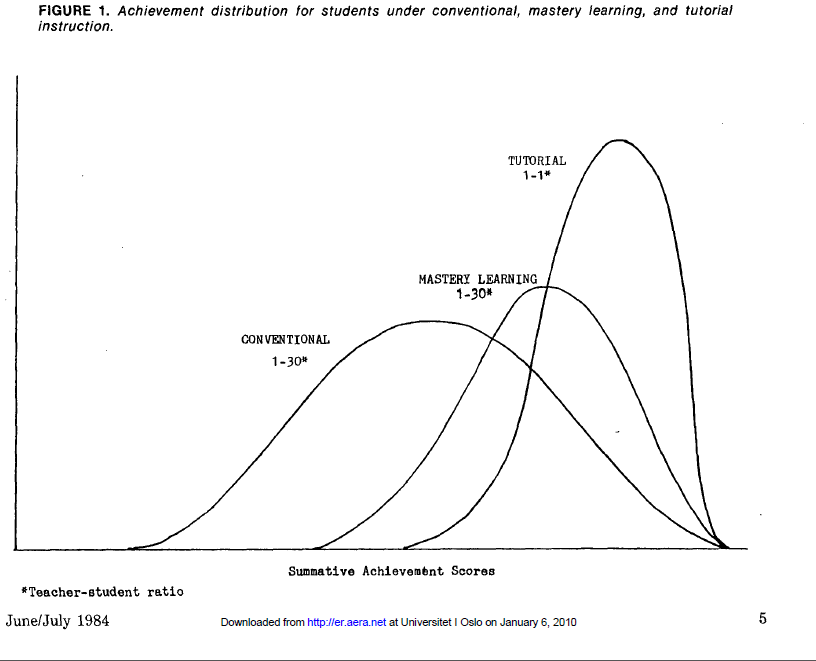 FIGURE 1. Achievement distribution for students under conventional, mastery learning, and tutorial
instruction.
TUTORIAL
1-1*
MASTERY LEARNING
1-30*
CONVENTIONAL
1-30*
Summative Achievement Scores
*Teacher-student ratio
June/July 1984
Downloaded from http://er.aera.net at Universitet I Oslo on January 6, 2010
5